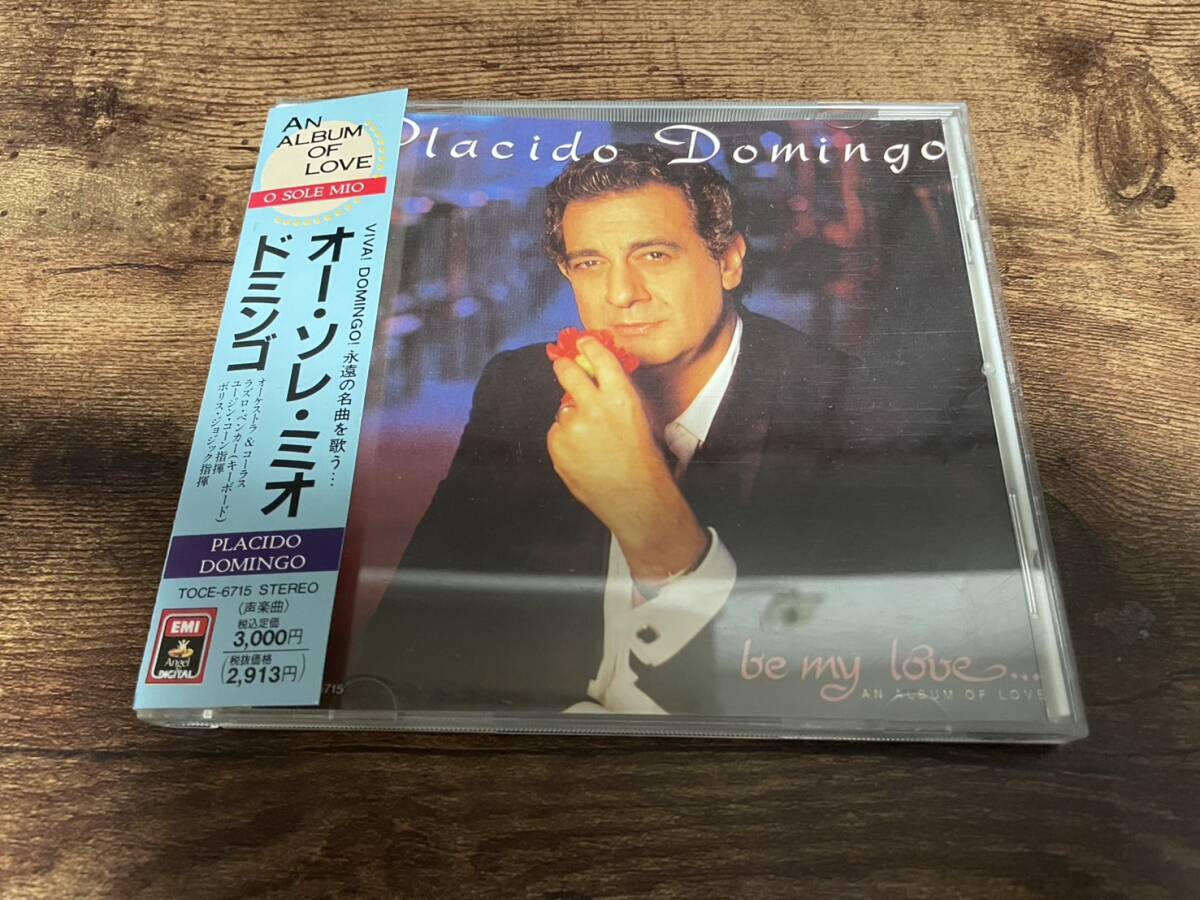 AN
ALBUM
OF
LOVE
O SOLE MIO
VIVA! DOMINGO! 永遠の名曲を歌う…
オー・ソレ・ミオ
ドミンゴ
オーケストラ & コーラス
ラズロ・ベンカー(キーボード)
ユージン・コーン指揮
ボリス・ジョジック指揮
PLACIDO
DOMINGO
TOCE-6715 STEREO
〈声楽曲〉
税込定価
3,000円
税抜価格
(2,913円)
EMI
Angel
DIGITAL
Placido Domingo
be my love...
AN ALBUM OF LOVE
6715